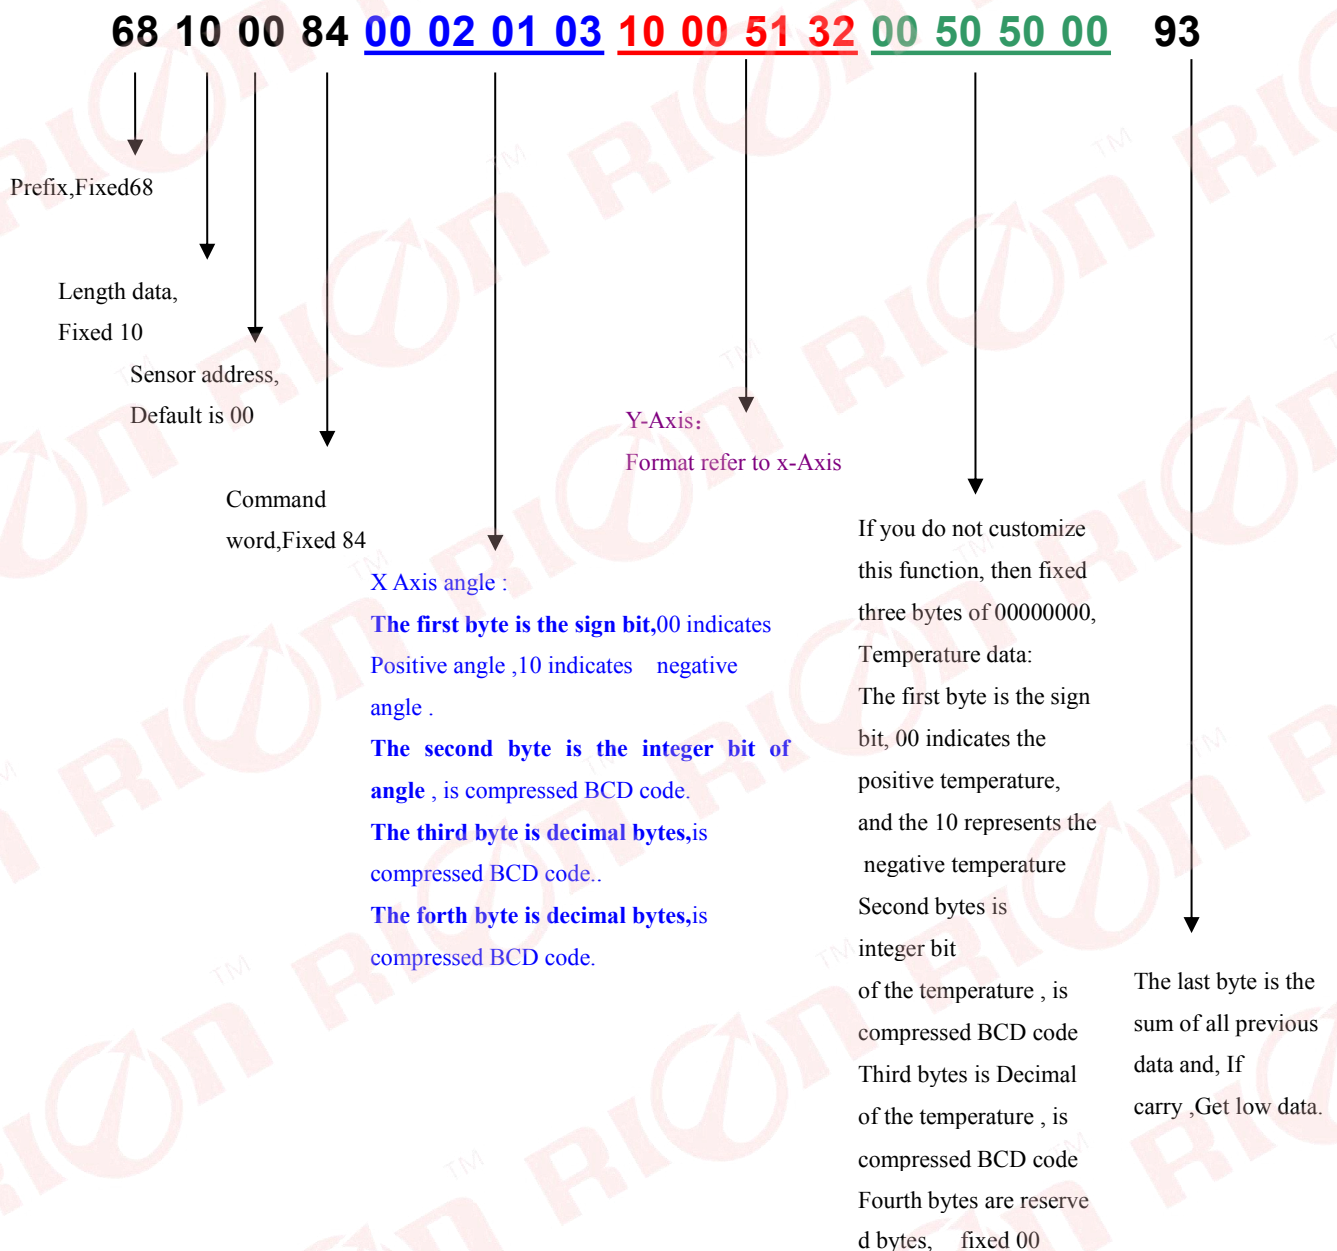 68 10 00 84 00 02 01 03 10 00 51 32 00 50 50 00 93
Prefix,Fixed68
Length data,
Fixed 10
Sensor address,
Default is 00
Command
word,Fixed 84
X Axis angle :
The first byte is the sign bit,00 indicates
Positive angle ,10 indicates negative
angle .
The second byte is the integer bit of
angle , is compressed BCD code.
The third byte is decimal bytes,is
compressed BCD code..
The forth byte is decimal bytes,is
compressed BCD code.
Y-Axis：
Format refer to x-Axis
If you do not customize
this function, then fixed
three bytes of 00000000,
Temperature data:
The first byte is the sign
bit, 00 indicates the
positive temperature,
and the 10 represents the
negative temperature
Second bytes is
integer bit
of the temperature , is
compressed BCD code
Third bytes is Decimal
of the temperature , is
compressed BCD code
Fourth bytes are reserve
d bytes, fixed 00
The last byte is the
sum of all previous
data and, If
carry ,Get low data.
RION TM